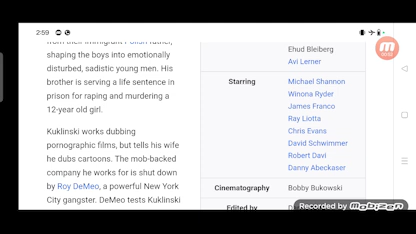 2:59
from their immigrant Polish father,
shaping the boys into emotionally
disturbed, sadistic young men. His
brother is serving a life sentence in
prison for raping and murdering a
12-year old girl.
Kuklinski works dubbing
pornographic films, but tells his wife
he dubs cartoons. The mob-backed
company he works for is shut down
by Roy DeMeo, a powerful New York
City gangster. DeMeo tests Kuklinski
Ehud Bleiberg
Avi Lerner
Starring
Michael Shannon
Winona Ryder
James Franco
Ray Liotta
Chris Evans
David Schwimmer
Robert Davi
Danny Abeckaser
Cinematography
Bobby Bukowski
Edited by
Recorded by Mobizen